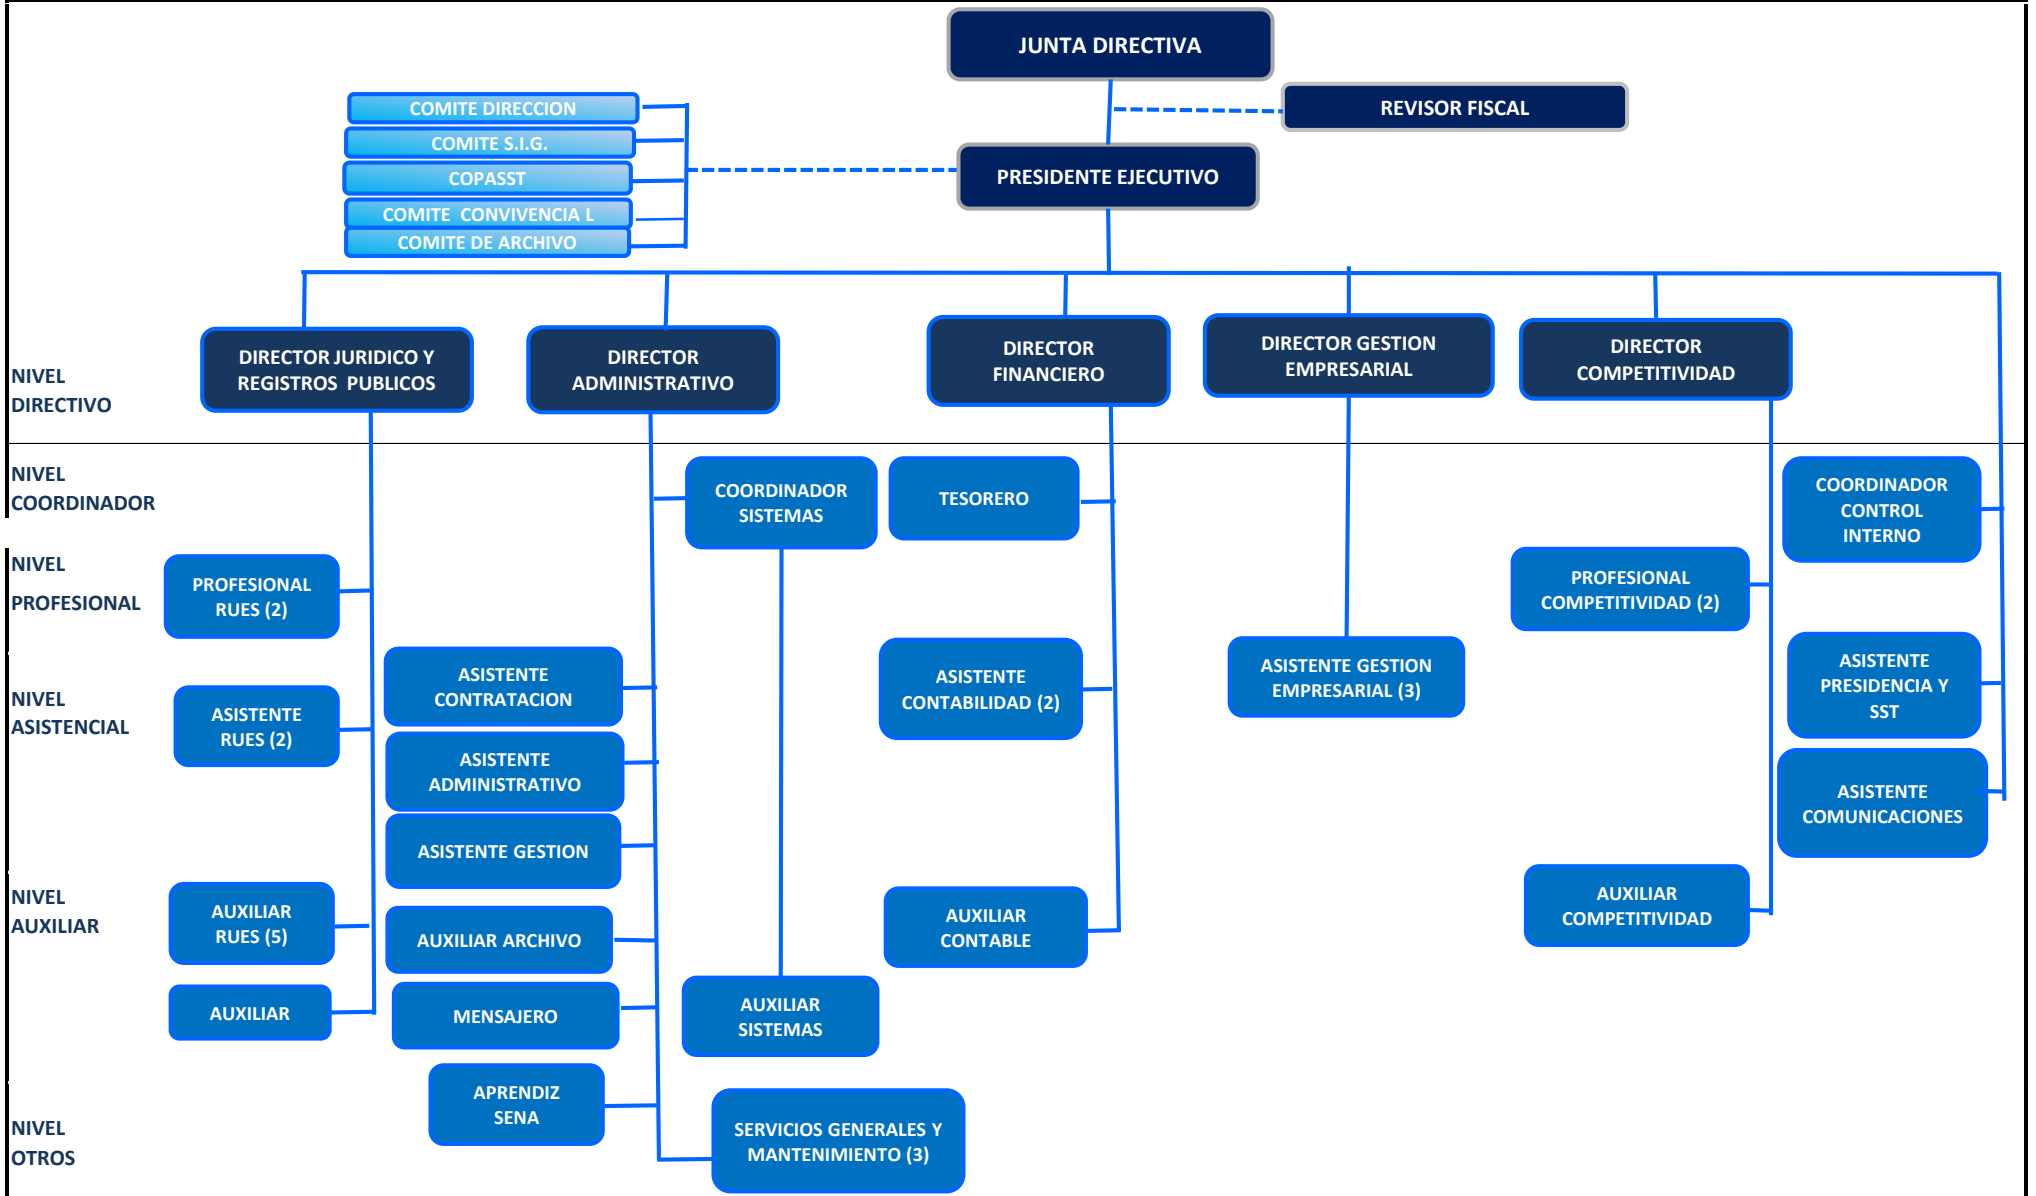 JUNTA DIRECTIVA
COMITE DIRECCION
REVISOR FISCAL
COMITE S.I.G.
COPASST
PRESIDENTE EJECUTIVO
COMITE  CONVIVENCIA L
COMITE DE ARCHIVO
NIVEL
DIRECTIVO
DIRECTOR JURIDICO Y
REGISTROS  PUBLICOS
DIRECTOR
ADMINISTRATIVO
DIRECTOR
FINANCIERO
DIRECTOR GESTION
EMPRESARIAL
DIRECTOR
COMPETITIVIDAD
NIVEL
COORDINADOR
COORDINADOR
SISTEMAS
TESORERO
COORDINADOR
CONTROL
INTERNO
NIVEL
PROFESIONAL
PROFESIONAL
RUES (2)
PROFESIONAL
COMPETITIVIDAD (2)
NIVEL
ASISTENCIAL
ASISTENTE
RUES (2)
ASISTENTE
CONTRATACION
ASISTENTE
ADMINISTRATIVO
ASISTENTE GESTION
ASISTENTE
CONTABILIDAD (2)
ASISTENTE GESTION
EMPRESARIAL (3)
ASISTENTE
PRESIDENCIA Y
SST
ASISTENTE
COMUNICACIONES
NIVEL
AUXILIAR
AUXILIAR
RUES (5)
AUXILIAR
AUXILIAR ARCHIVO
MENSAJERO
AUXILIAR
SISTEMAS
AUXILIAR
CONTABLE
AUXILIAR
COMPETITIVIDAD
NIVEL
OTROS
APRENDIZ
SENA
SERVICIOS GENERALES Y
MANTENIMIENTO (3)